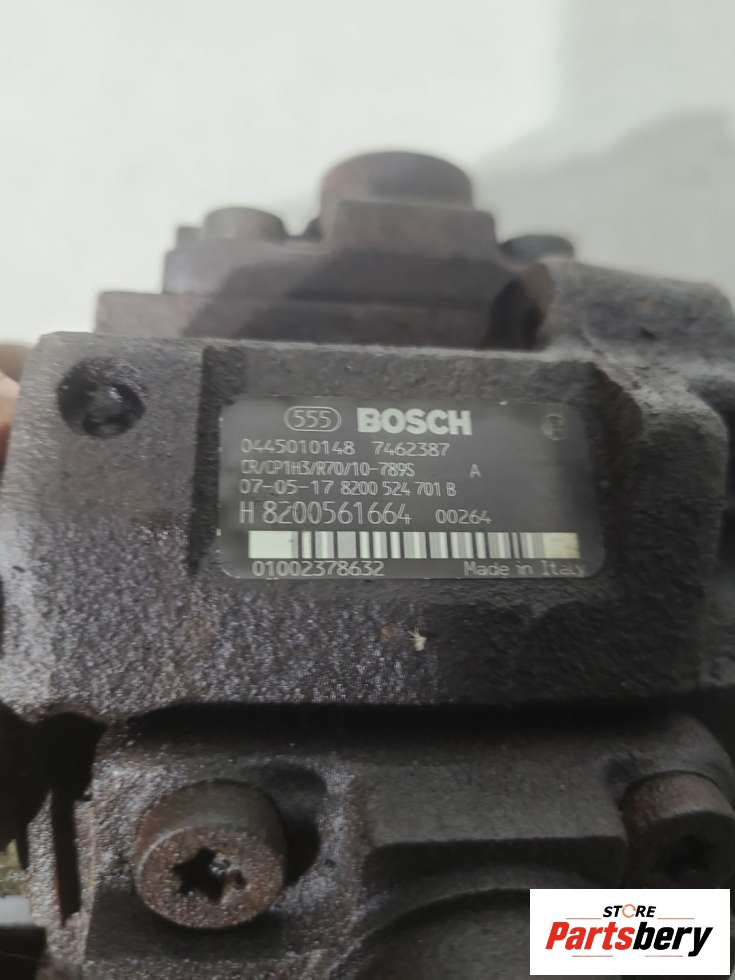 555 BOSCH
0445010148 7462387
CR/CP1H3/R70/10-789S A
07-05-17 8200 524 701 B
H 8200561664 00264
01002378632 Made in Italy
STORE
Partsbery